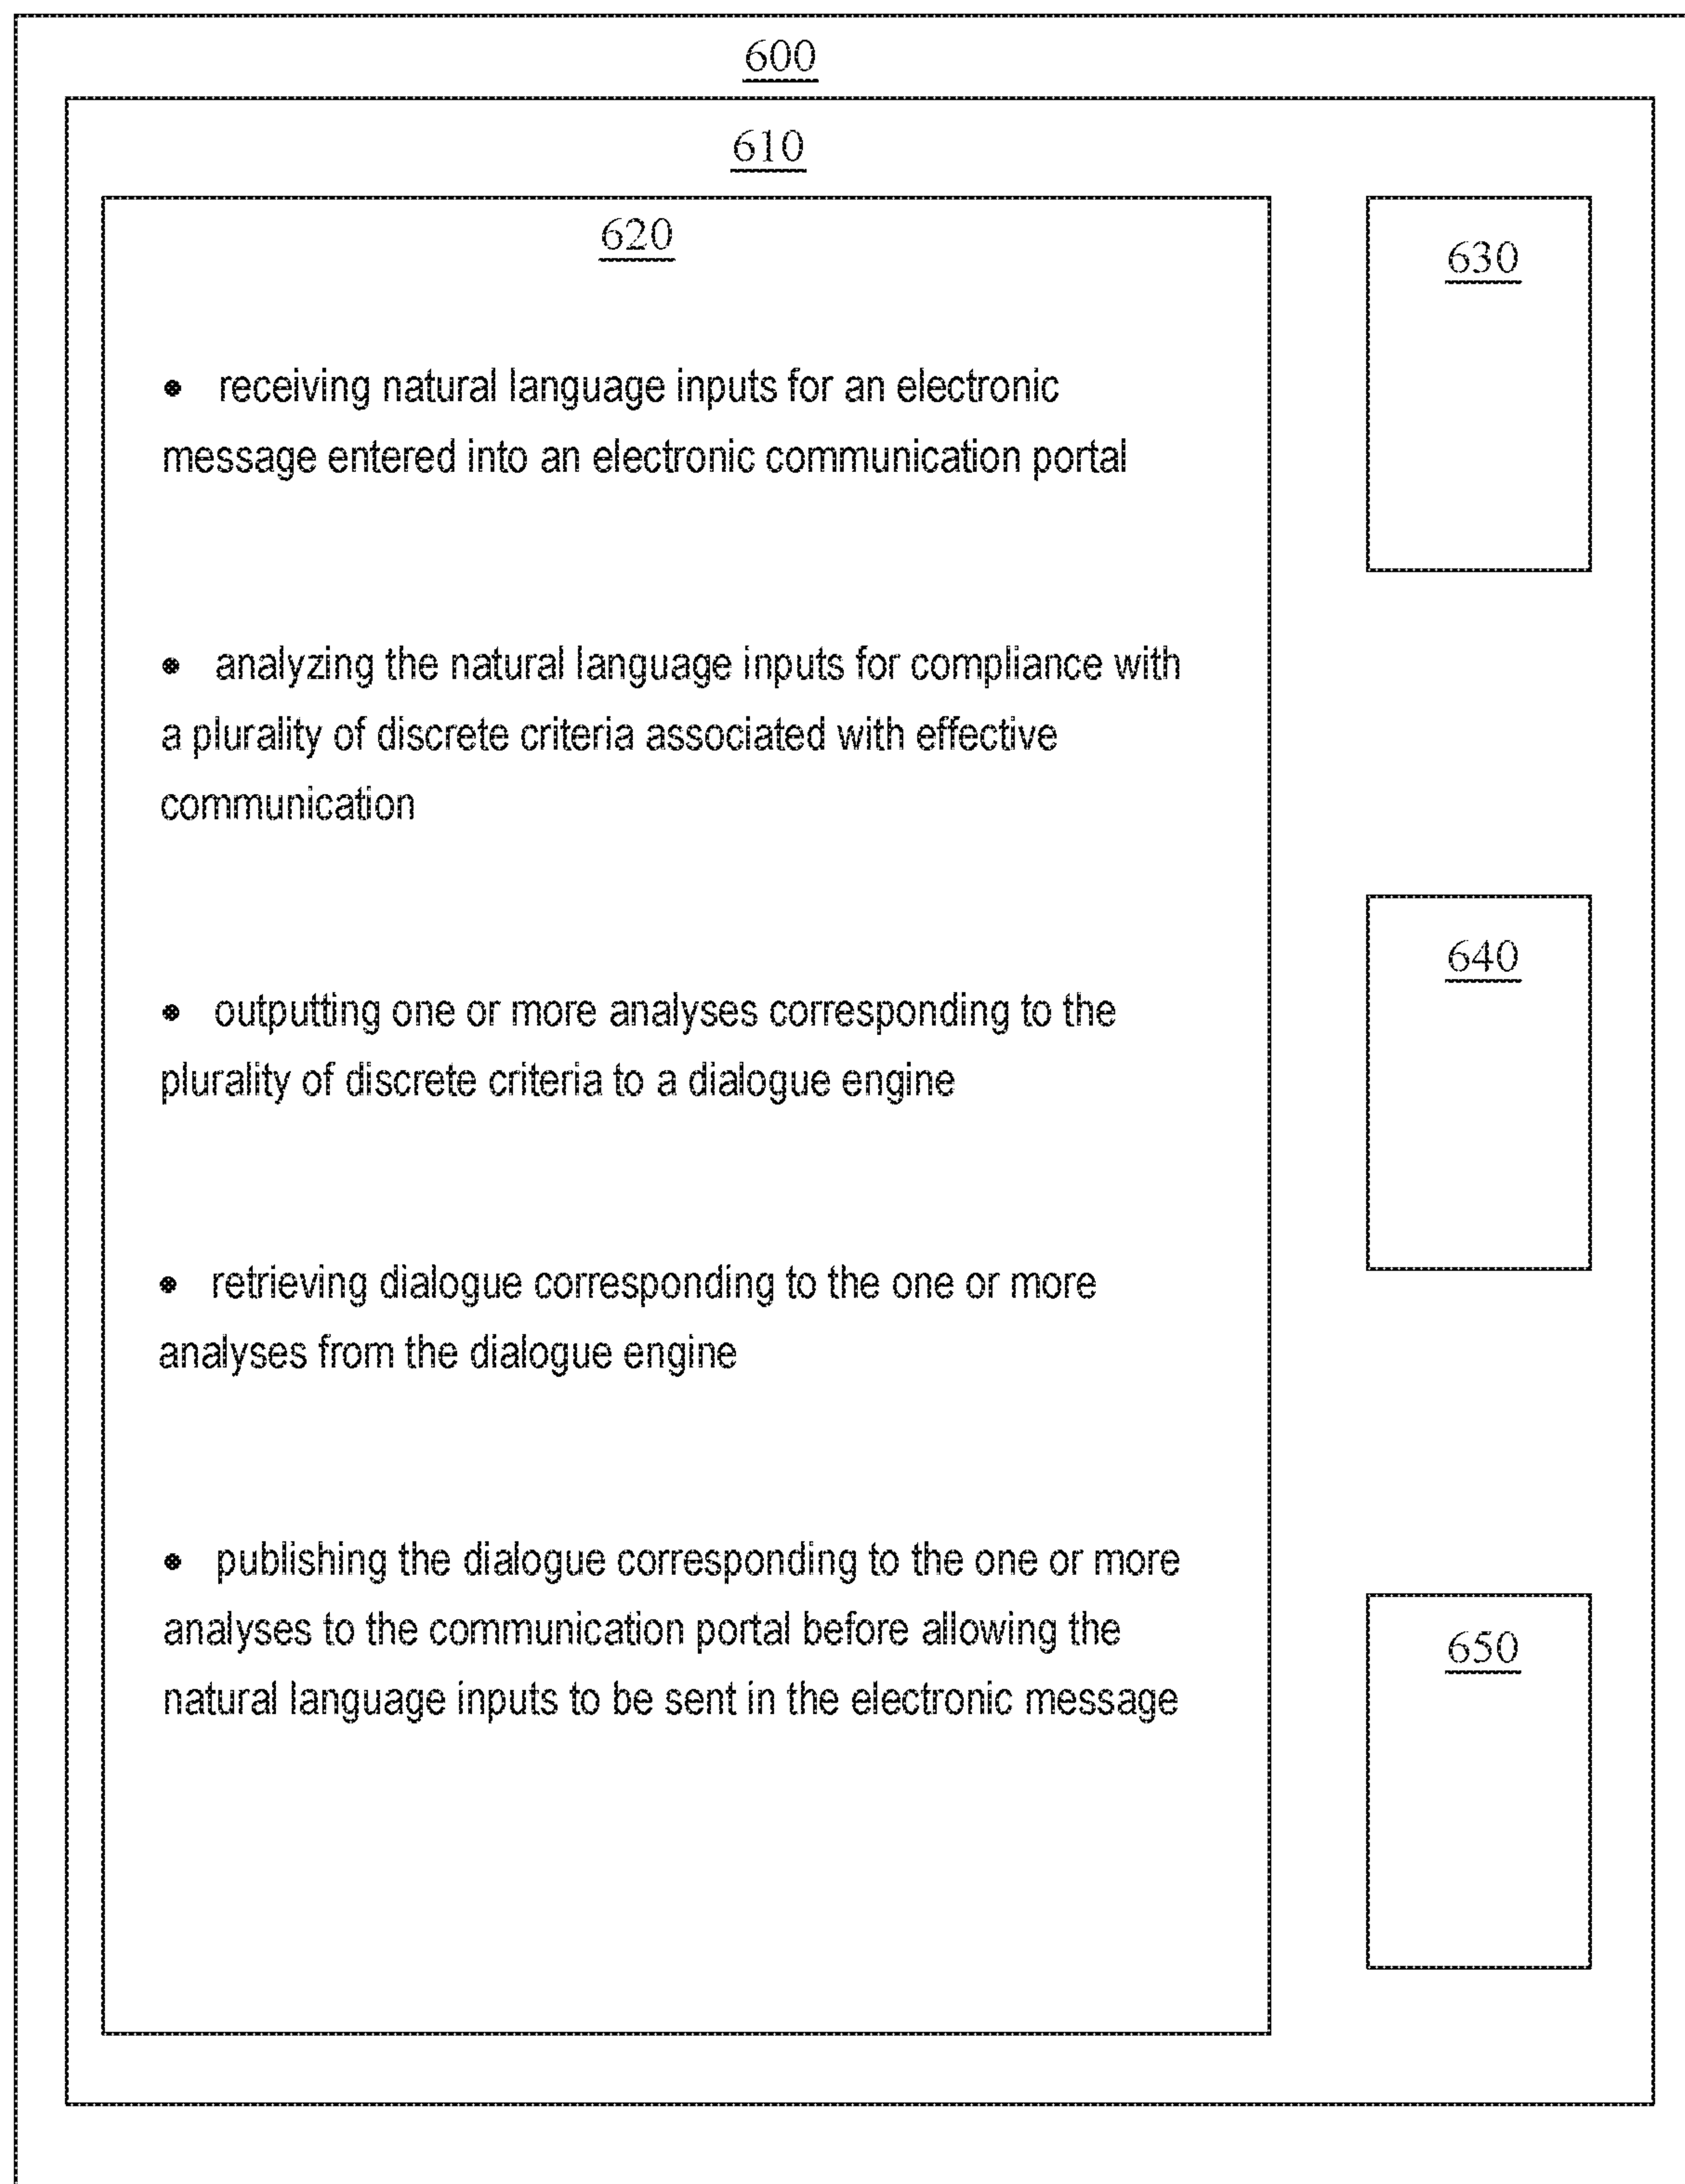 600
610
620
630
• receiving natural language inputs for an electronic
message entered into an electronic communication portal
• analyzing the natural language inputs for compliance with
a plurality of discrete criteria associated with effective
communication
640
• outputting one or more analyses corresponding to the
plurality of discrete criteria to a dialogue engine
• retrieving dialogue corresponding to the one or more
analyses from the dialogue engine
• publishing the dialogue corresponding to the one or more
analyses to the communication portal before allowing the
650
natural language inputs to be sent in the electronic message